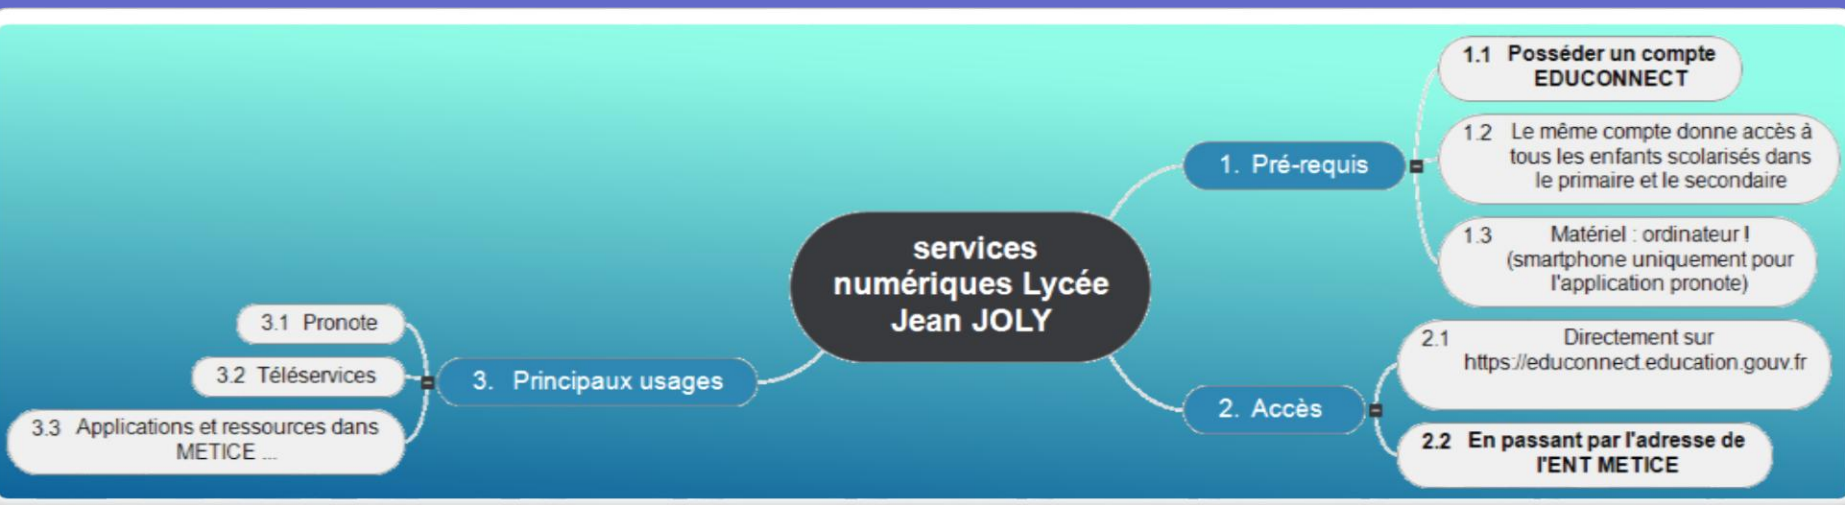 services
numériques Lycée
Jean JOLY
1. Pré-requis
1.1 Posséder un compte
EDUCONNECT
1.2 Le même compte donne accès à
tous les enfants scolarisés dans
le primaire et le secondaire
1.3 Matériel : ordinateur !
(smartphone uniquement pour
l'application pronote)
2. Accès
2.1 Directement sur
https://educonnect.education.gouv.fr
2.2 En passant par l'adresse de
l'ENT METICE
3. Principaux usages
3.1 Pronote
3.2 Téléservices
3.3 Applications et ressources dans
METICE ...